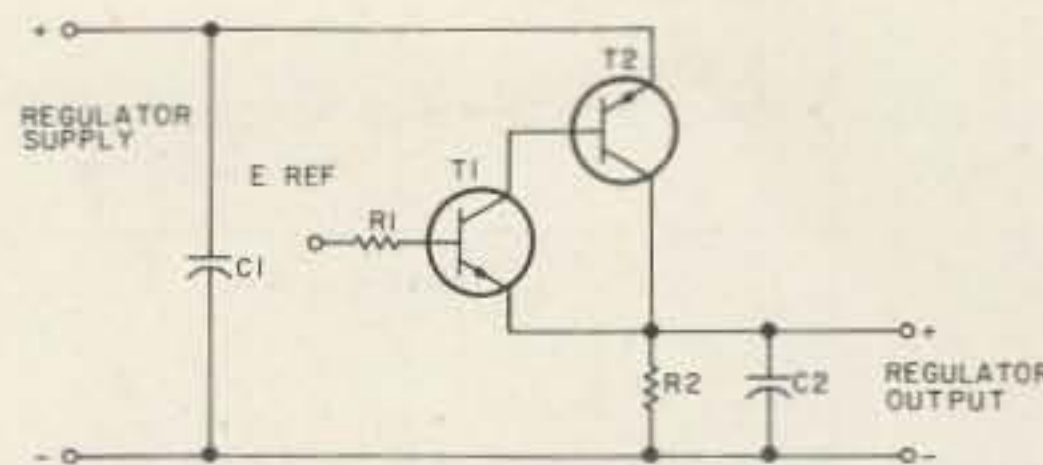 +
T2
REGULATOR
SUPPLY
E REF
T1
R1
C1
+
R2
C2
REGULATOR
OUTPUT
-
-